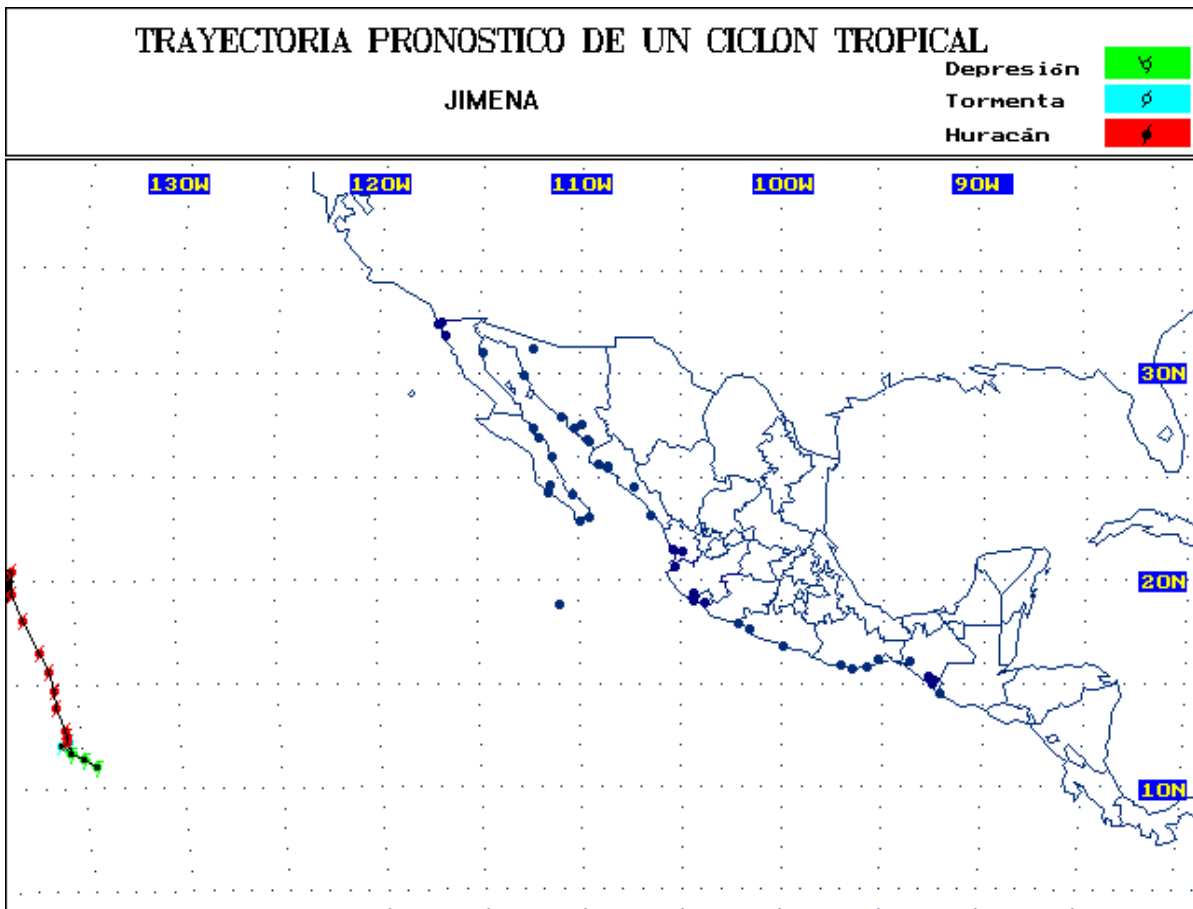 TRAYECTORIA PRONOSTICO DE UN CICLON TROPICAL
JIMENA
Depresión
Tormenta
Huracán
130W 120W 110W 100W 90W
30N
20N
10N